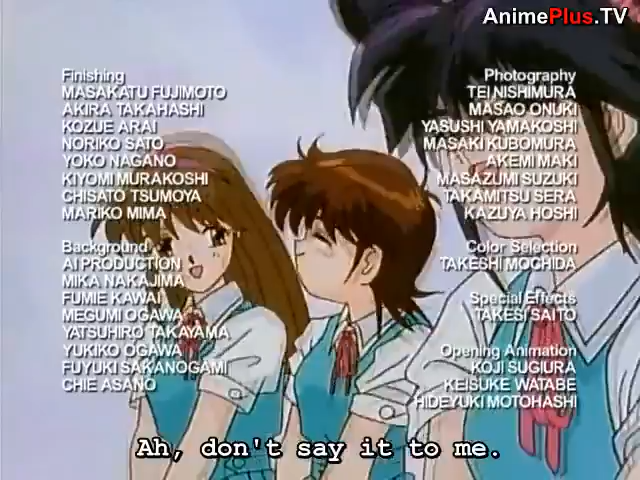 AnimePlus.TV
Finishing
MASAKATU FUJIMOTO
AKIRA TAKAHASHI
KOZUE ARAI
NORIKO SATO
YOKO NAGANO
KIYOMI MURAKOSHI
CHISATO TSUMOYA
MARIKO MIMA
Background
AI PRODUCTION
MIKA NAKAJIMA
FUMIE KAWAI
MEGUMI OGAWA
YATSUHIRO TAKAYAMA
YUKIKO OGAWA
FUYUKI SAKANOGAMI
CHIE ASANO
Photography
TEI NISHIMURA
MASAO ONUKI
YASUSHI YAMAKOSHI
MASAKI KUBOMURA
AKEMI MAKI
MASAZUMI SUZUKI
TAKAMITSU SERA
KAZUYA HOSHI
Color Selection
TAKESHI MOCHIDA
Special Effects
TAKESI SAITO
Opening Animation
KOJI SUGIURA
KEISUKE WATABE
HIDEYUKI MOTOHASHI
Ah, don't say it to me.